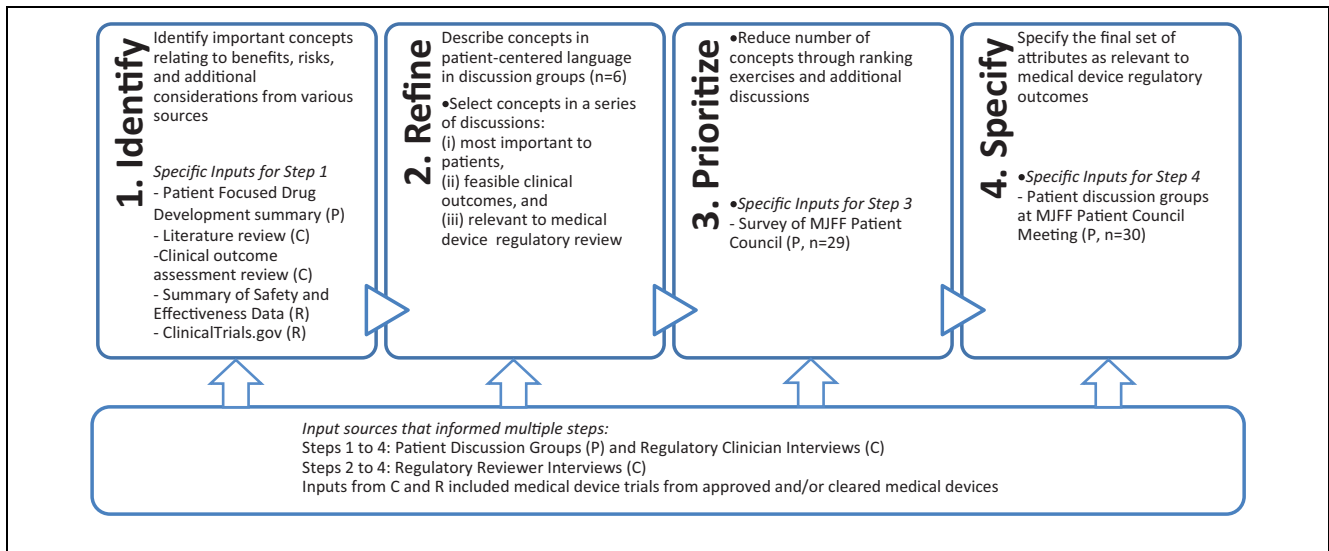 1. Identify
Identify important concepts
relating to benefits, risks,
and additional
considerations from various
sources
Specific Inputs for Step 1
- Patient Focused Drug
Development summary (P)
- Literature review (C)
-Clinical outcome
assessment review (C)
- Summary of Safety and
Effectiveness Data (R)
- ClinicalTrials.gov (R)
2. Refine
Describe concepts in
patient-centered language
in discussion groups (n=6)
•Select concepts in a series
of discussions:
(i) most important to
patients,
(ii) feasible clinical
outcomes, and
(iii) relevant to medical
device regulatory review
3. Prioritize
•Reduce number of
concepts through ranking
exercises and additional
discussions
•Specific Inputs for Step 3
- Survey of MJFF Patient
Council (P, n=29)
4. Specify
Specify the final set of
attributes as relevant to
medical device regulatory
outcomes
•Specific Inputs for Step 4
- Patient discussion groups
at MJFF Patient Council
Meeting (P, n=30)
Input sources that informed multiple steps:
Steps 1 to 4: Patient Discussion Groups (P) and Regulatory Clinician Interviews (C)
Steps 2 to 4: Regulatory Reviewer Interviews (C)
Inputs from C and R included medical device trials from approved and/or cleared medical devices